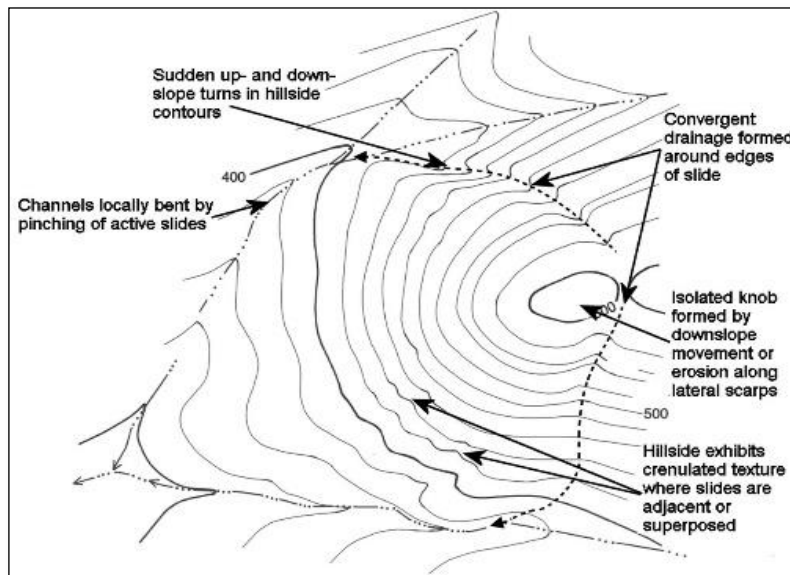 Sudden up- and down-
slope turns in hillside
contours
Convergent
drainage formed
around edges
of slide
400
Channels locally bent by
pinching of active slides
Isolated knob
formed by
downslope
movement or
erosion along
lateral scarps
500
Hillside exhibits
crenulated texture
where slides are
adjacent or
superposed